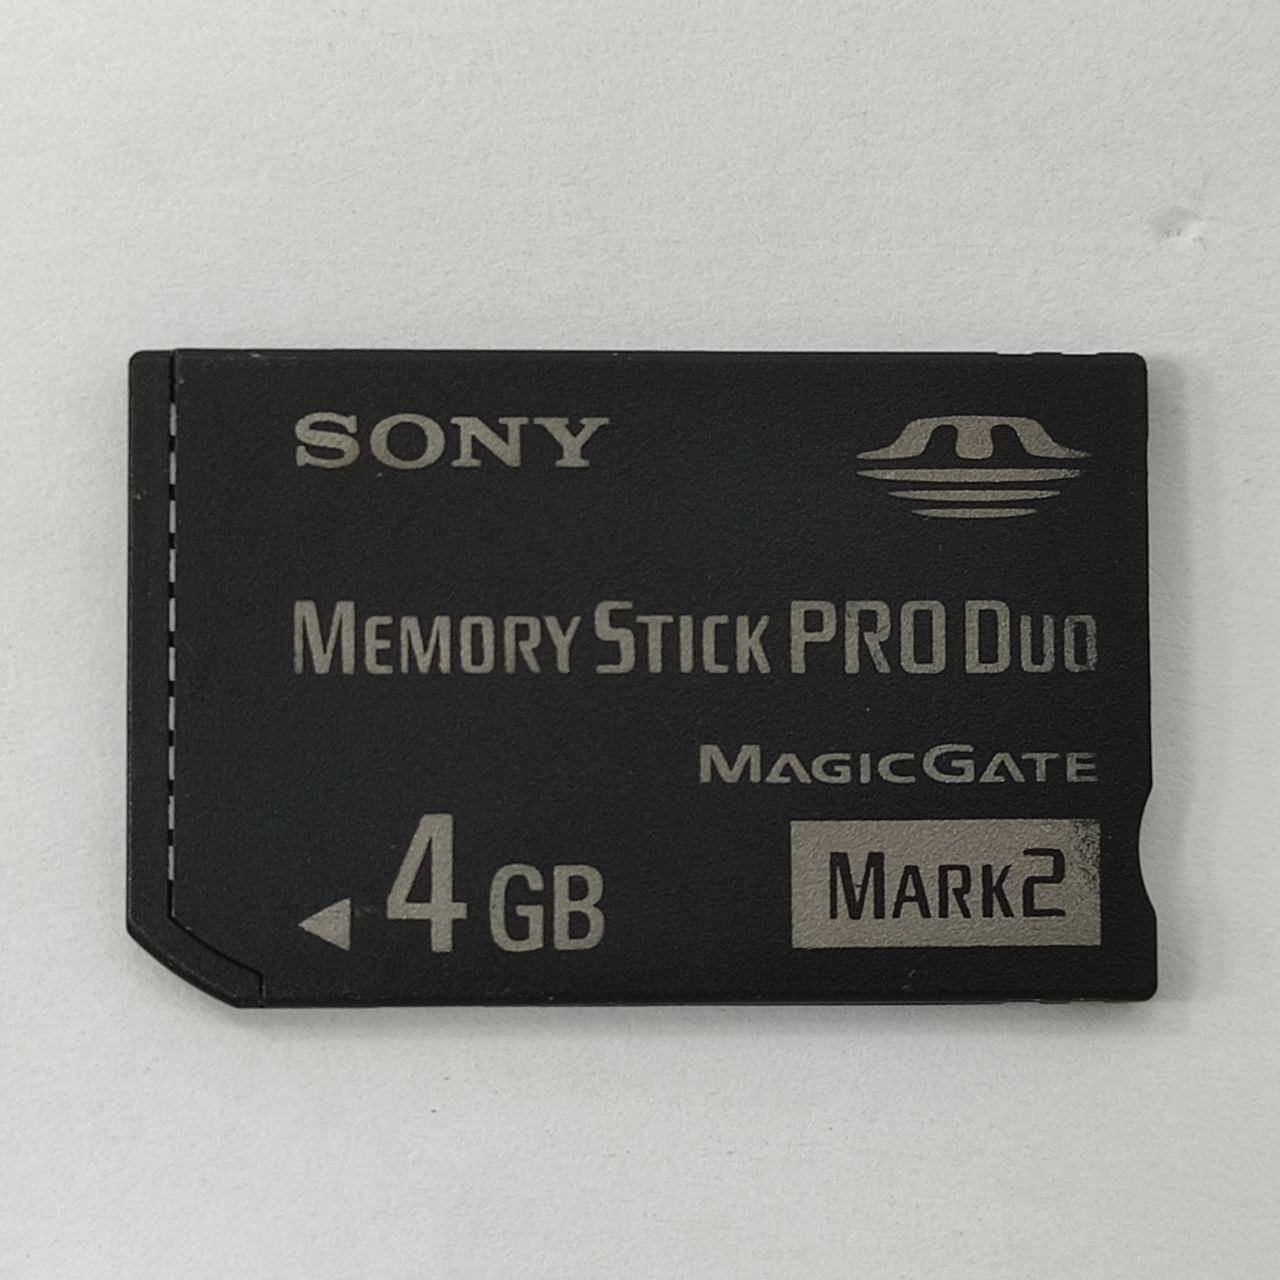 SONY
MEMORY STICK PRO DUO
MAGICGATE
4 GB
MARK2